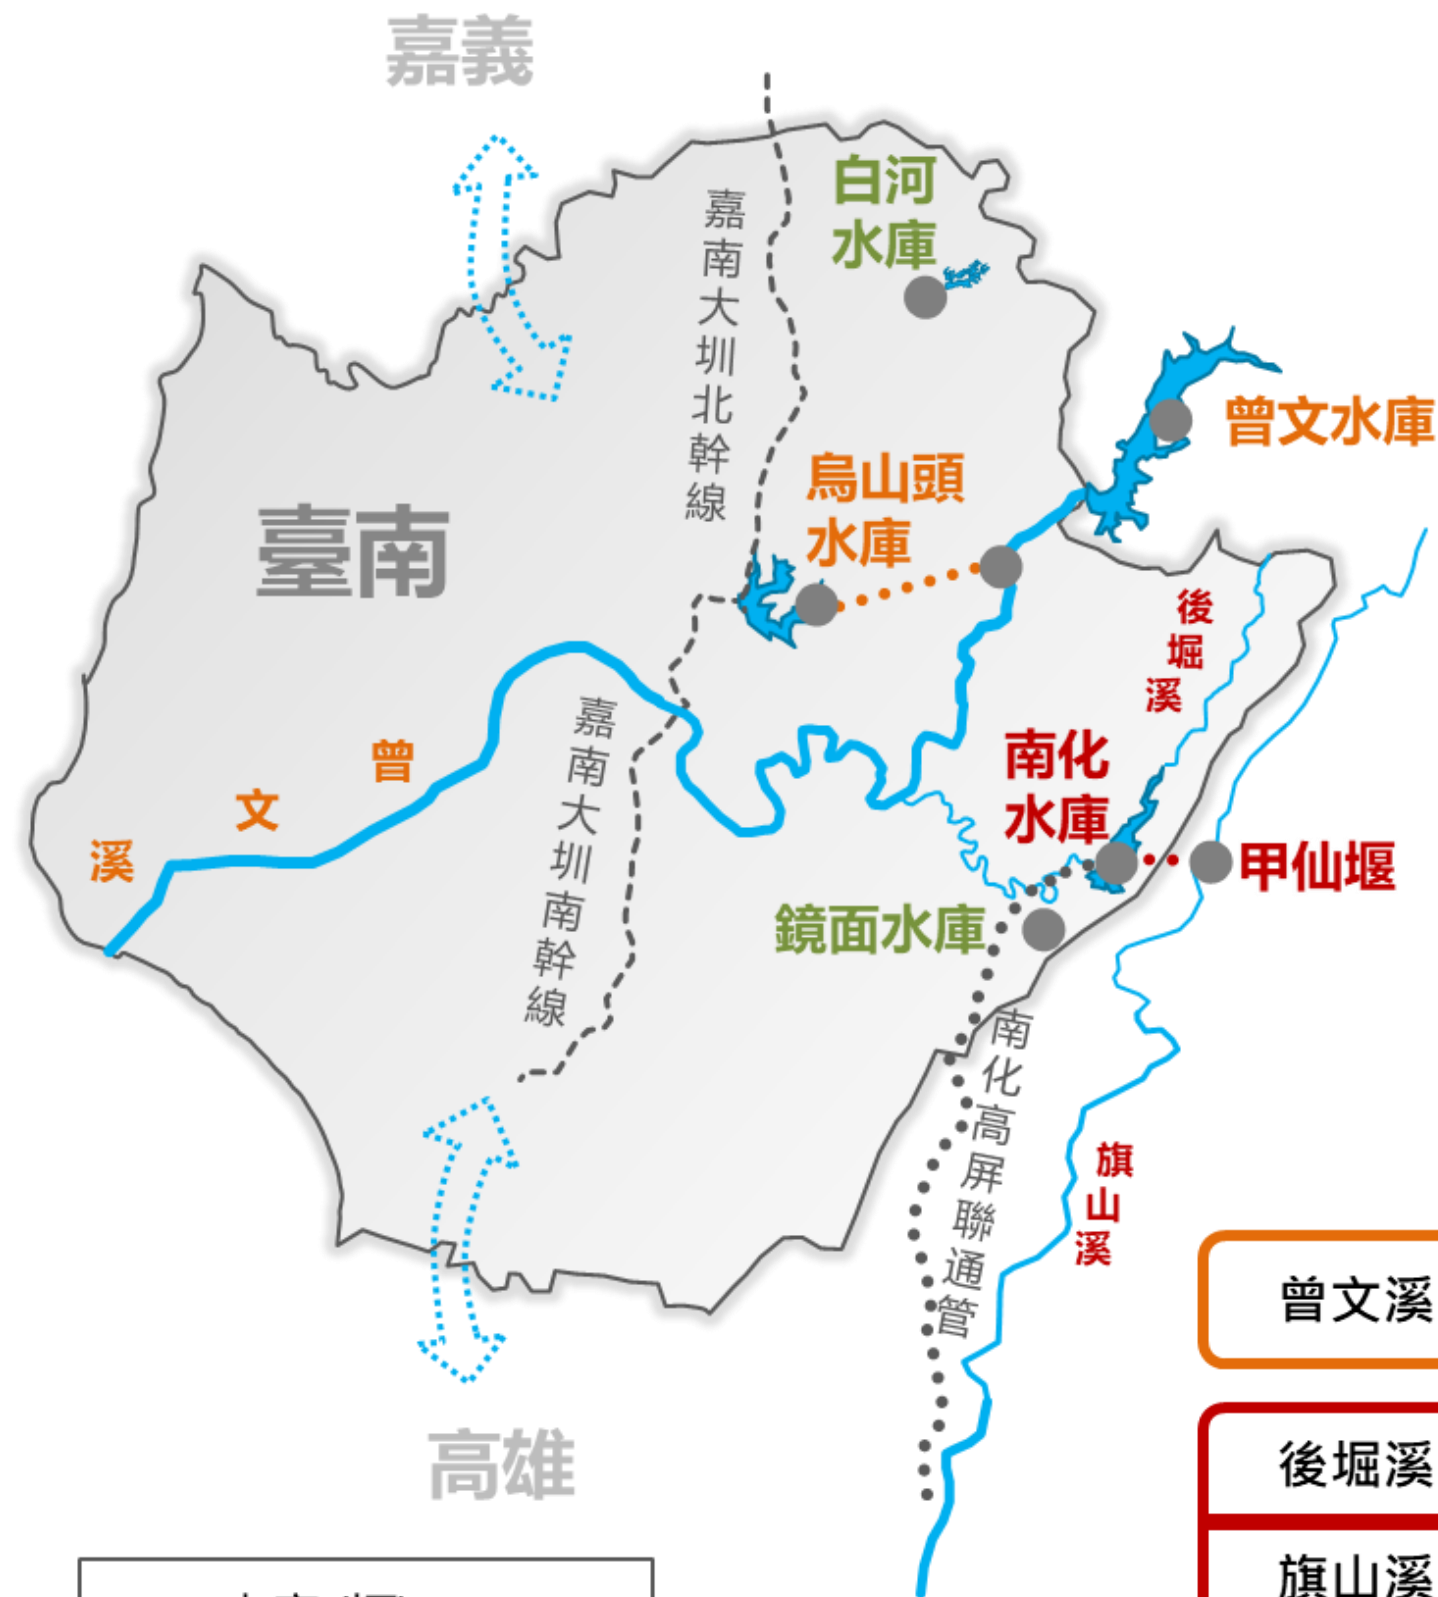 嘉義
白河
水庫
嘉南大圳北幹線
曾文水庫
烏山頭
水庫
臺南
後堀溪
南化
水庫
嘉南大圳南幹線
曾文溪
甲仙堰
鏡面水庫
南化高屏聯通管
旗山溪
高雄
曾文溪
後堀溪
旗山溪